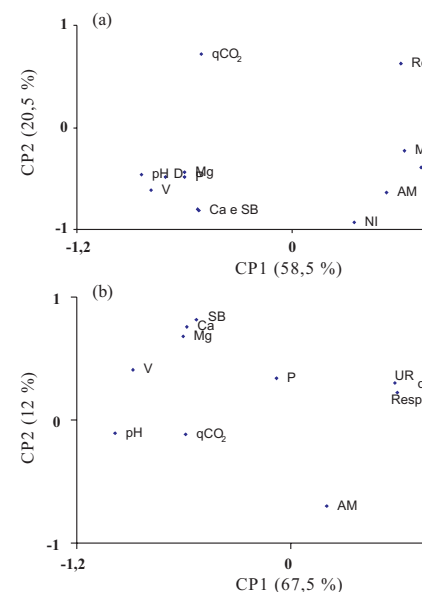 (a)
1
qCO₂
Re
CP2 (20,5 %)
0
M
Mg
pH D P
V
AM
Ca e SB
NI
-1
-1,2
0
CP1 (58,5 %)
(b)
1
SB
Ca
Mg
V
P
UR
Resp
CP2 (12 %)
0
pH
qCO₂
AM
-1
-1,2
0
CP1 (67,5 %)